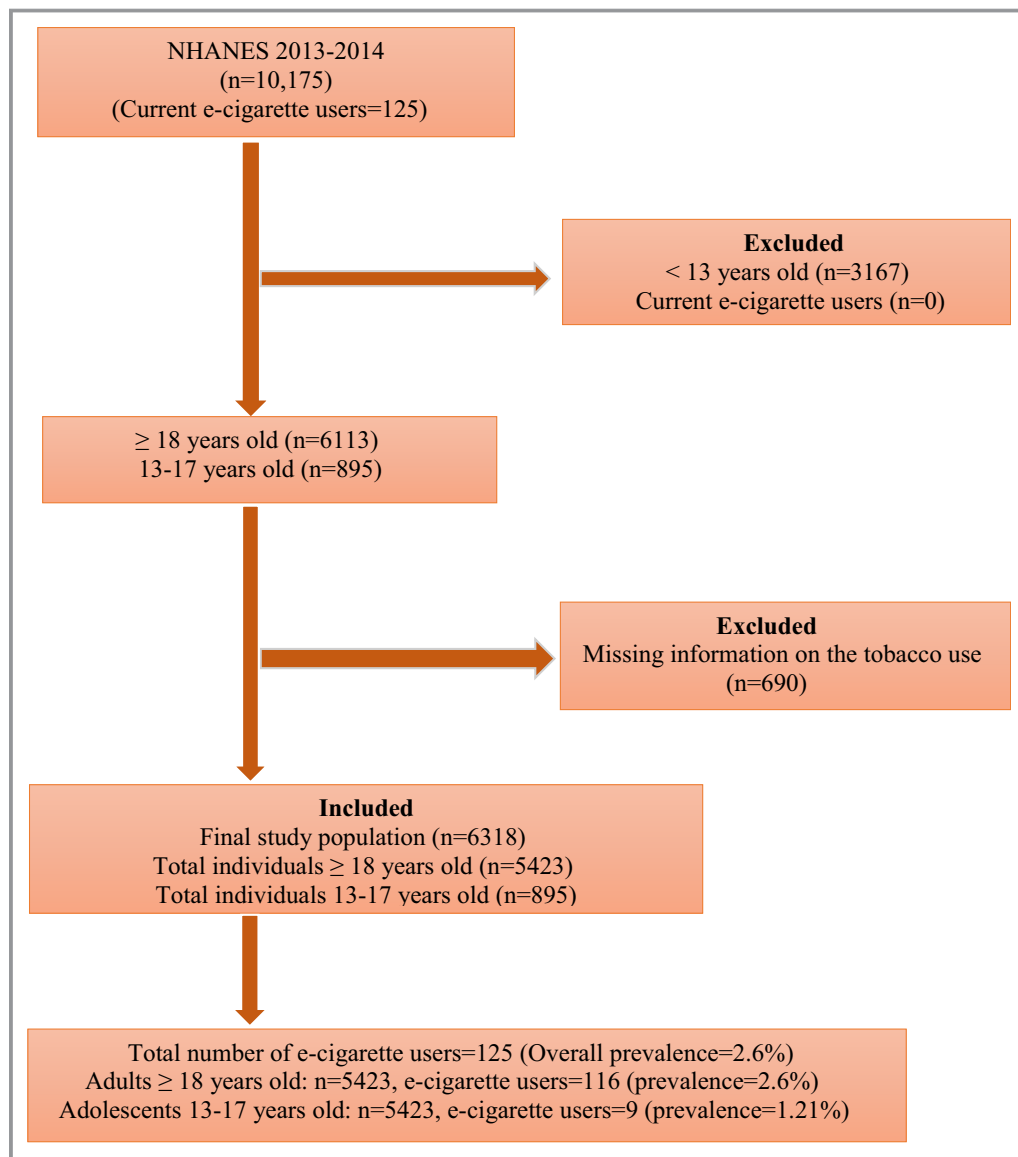 NHANES 2013-2014
(n=10,175)
(Current e-cigarette users=125)
Excluded
< 13 years old (n=3167)
Current e-cigarette users (n=0)
≥ 18 years old (n=6113)
13-17 years old (n=895)
Excluded
Missing information on the tobacco use
(n=690)
Included
Final study population (n=6318)
Total individuals ≥ 18 years old (n=5423)
Total individuals 13-17 years old (n=895)
Total number of e-cigarette users=125 (Overall prevalence=2.6%)
Adults ≥ 18 years old: n=5423, e-cigarette users=116 (prevalence=2.6%)
Adolescents 13-17 years old: n=5423, e-cigarette users=9 (prevalence=1.21%)